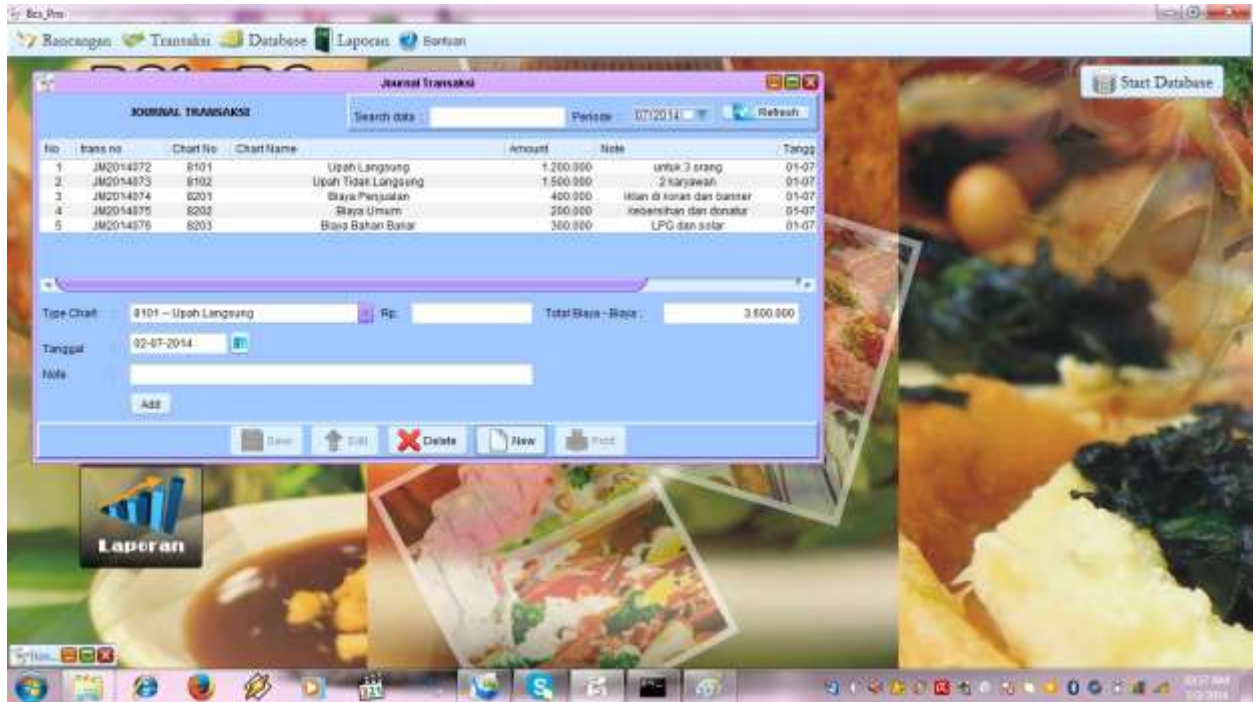 Bcs_Pro
Rancangan Transaksi Database Laporan Bantuan
Start Database
Journal Transaksi
JOURNAL TRANSAKSI Search data : Periode 07/2014 Refresh
No trans no Chart No Chart Name Amount Note Tangg
1 JM2014072 8101 Upah Langsung 1.200.000 untuk 3 orang 01-07
2 JM2014073 8102 Upah Tidak Langsung 1.500.000 2 karyawan 01-07
3 JM2014074 8201 Biaya Penjualan 400.000 iklan di koran dan banner 01-07
4 JM2014075 8202 Biaya Umum 200.000 kebersihan dan donatur 01-07
5 JM2014076 8203 Biaya Bahan Bakar 300.000 LPG dan solar 01-07
Type Chart : 8101 -- Upah Langsung Rp. Total Biaya - Biaya : 3.600.000
Tanggal : 02-07-2014
Note :
Add
Save Edit Delete New Print
Laporan
10:37 AM